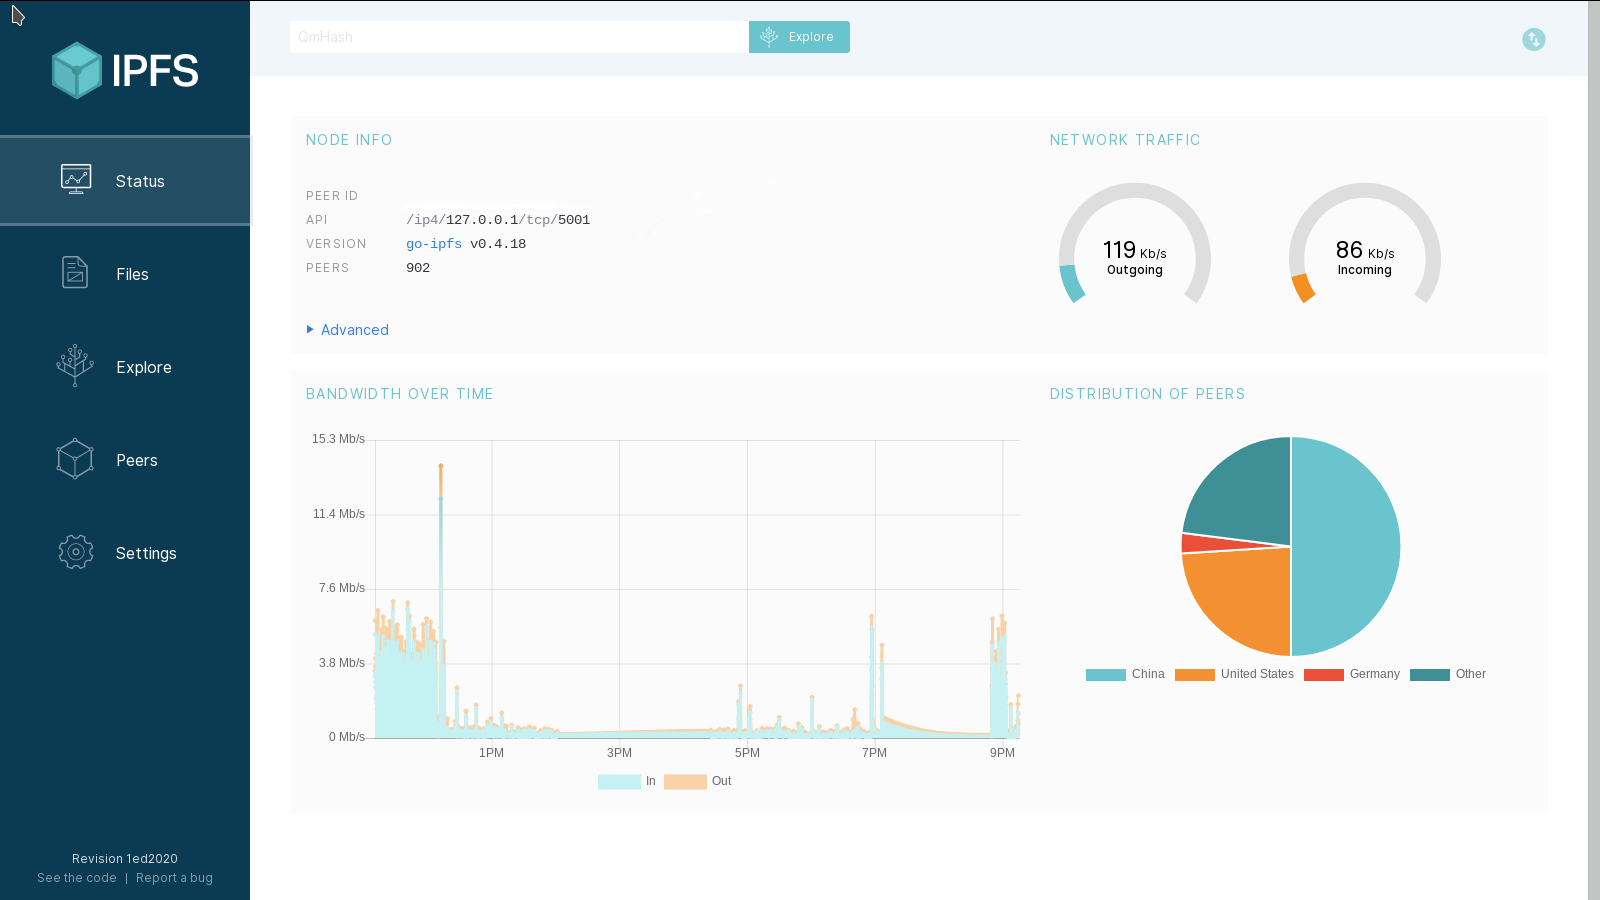 IPFS
Status
Files
Explore
Peers
Settings
Revision 1ed2020
See the code | Report a bug
QmHash
Explore
NODE INFO
PEER ID
API /ip4/127.0.0.1/tcp/5001
VERSION go-ipfs v0.4.18
PEERS 902
Advanced
NETWORK TRAFFIC
119 Kb/s
Outgoing
86 Kb/s
Incoming
BANDWIDTH OVER TIME
15.3 Mb/s
11.4 Mb/s
7.6 Mb/s
3.8 Mb/s
0 Mb/s
1PM 3PM 5PM 7PM 9PM
In Out
DISTRIBUTION OF PEERS
China United States Germany Other